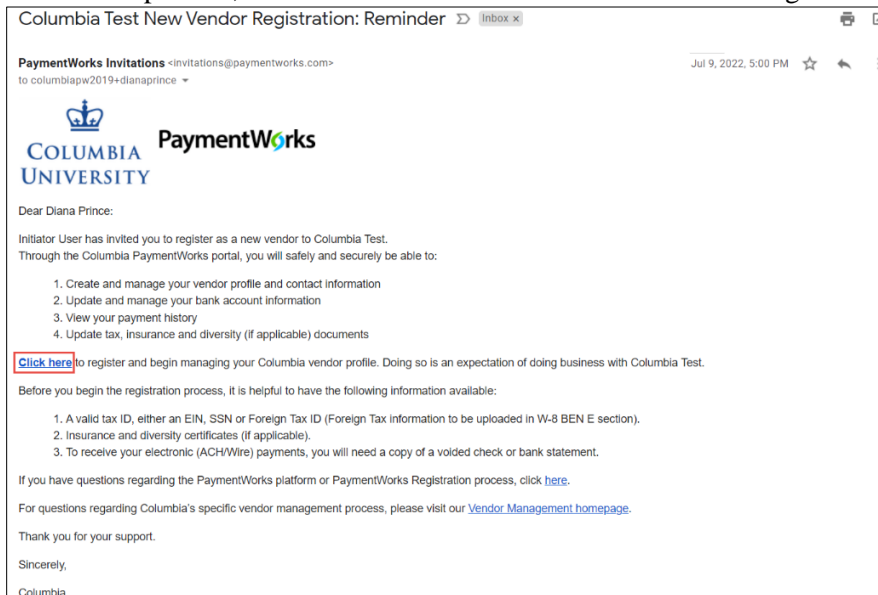 Columbia Test New Vendor Registration: Reminder Inbox x
PaymentWorks Invitations <invitations@paymentworks.com>
Jul 9, 2022, 5:00 PM
to columbiapw2019+dianaprince
COLUMBIA
UNIVERSITY
PaymentWorks
Dear Diana Prince:
Initiator User has invited you to register as a new vendor to Columbia Test.
Through the Columbia PaymentWorks portal, you will safely and securely be able to:
1. Create and manage your vendor profile and contact information
2. Update and manage your bank account information
3. View your payment history
4. Update tax, insurance and diversity (if applicable) documents
Click here to register and begin managing your Columbia vendor profile. Doing so is an expectation of doing business with Columbia Test.
Before you begin the registration process, it is helpful to have the following information available:
1. A valid tax ID, either an EIN, SSN or Foreign Tax ID (Foreign Tax information to be uploaded in W-8 BEN E section).
2. Insurance and diversity certificates (if applicable).
3. To receive your electronic (ACH/Wire) payments, you will need a copy of a voided check or bank statement.
If you have questions regarding the PaymentWorks platform or PaymentWorks Registration process, click here.
For questions regarding Columbia's specific vendor management process, please visit our Vendor Management homepage.
Thank you for your support.
Sincerely,
Columbia